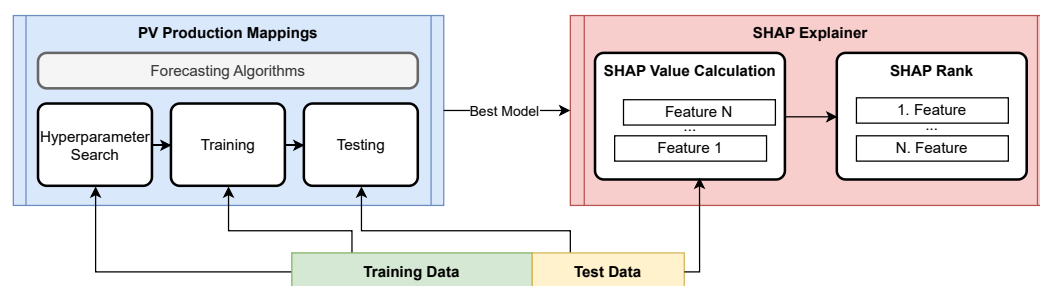 PV Production Mappings
Forecasting Algorithms
Hyperparameter
Search
Training
Testing
Best Model
SHAP Explainer
SHAP Value Calculation
Feature N
...
Feature 1
SHAP Rank
1. Feature
...
N. Feature
Training Data
Test Data